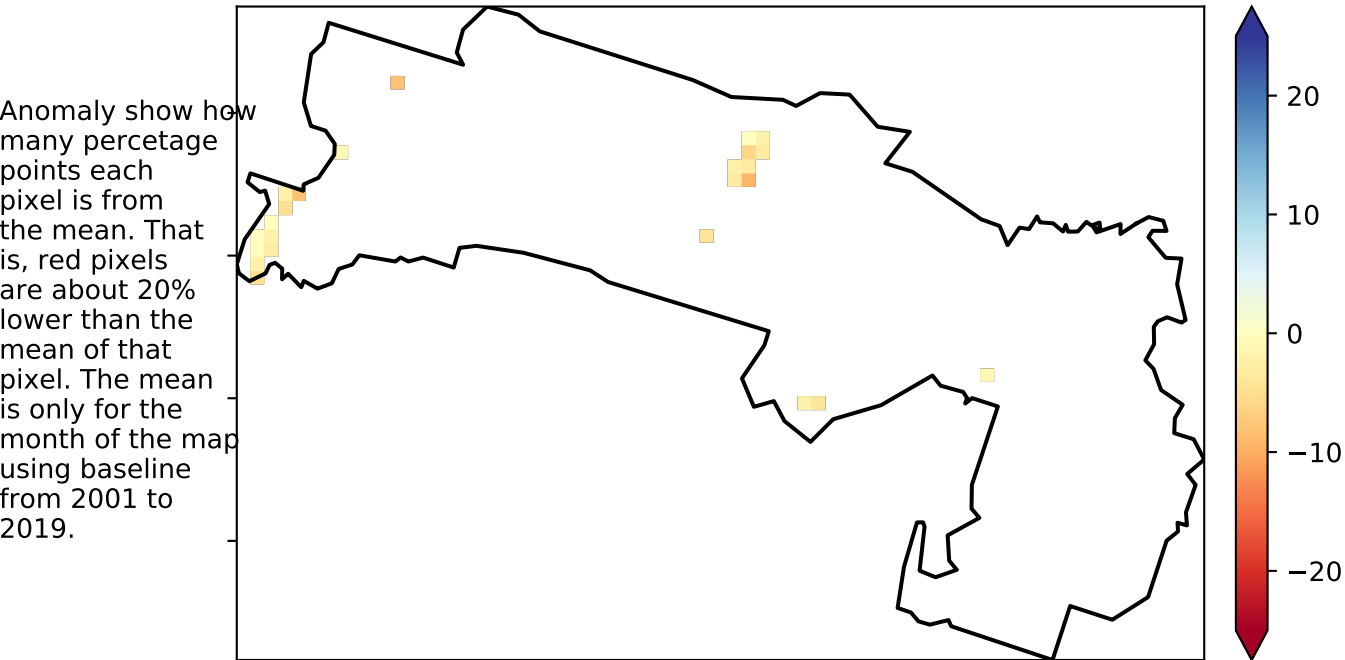 Anomaly show how
many percetage
points each
pixel is from
the mean. That
is, red pixels
are about 20%
lower than the
mean of that
pixel. The mean
is only for the
month of the map
using baseline
from 2001 to
2019.
20
10
0
−10
−20